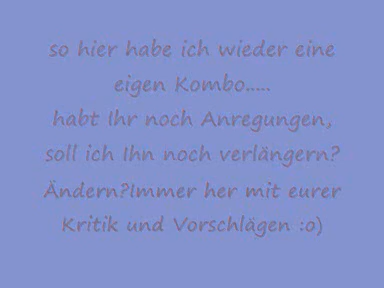 so hier habe ich wieder eine
eigen Kombo.....
habt Ihr noch Anregungen,
soll ich Ihn noch verlängern?
Ändern?Immer her mit eurer
Kritik und Vorschlägen :o)